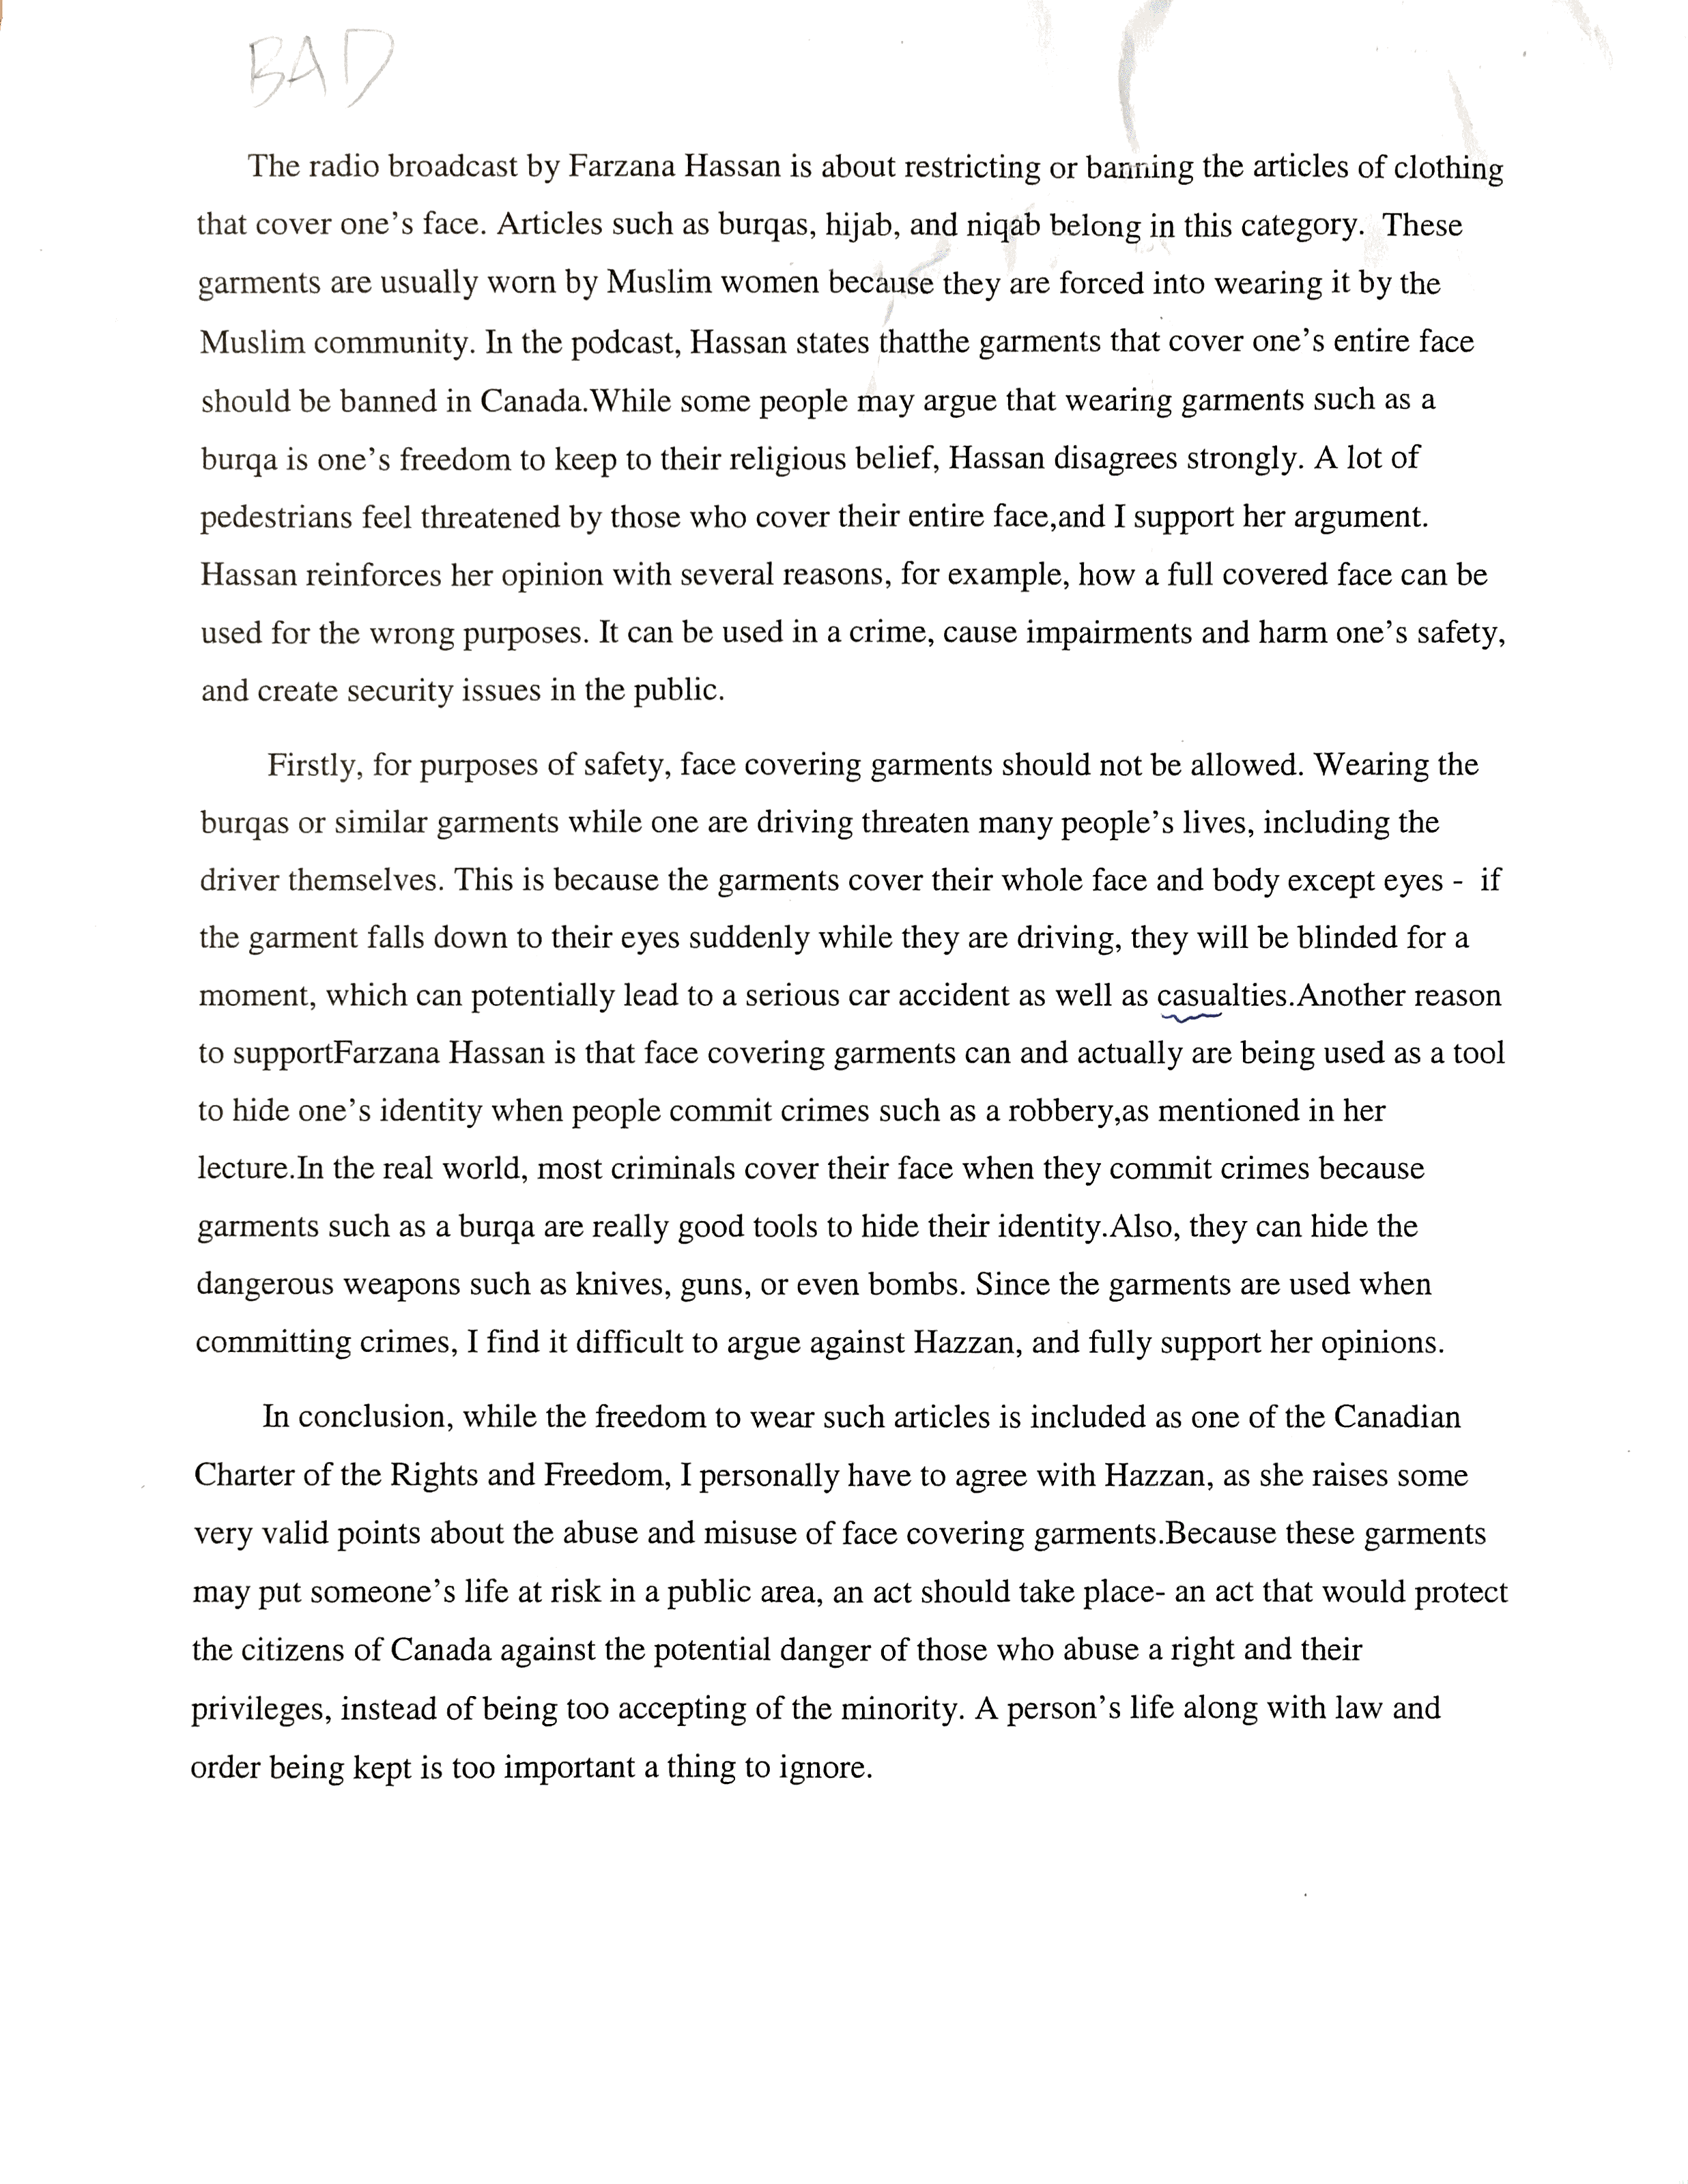 BAD
The radio broadcast by Farzana Hassan is about restricting or banning the articles of clothing
that cover one's face. Articles such as burqas, hijab, and niqab belong in this category.  These
garments are usually worn by Muslim women because they are forced into wearing it by the
Muslim community. In the podcast, Hassan states thatthe garments that cover one's entire face
should be banned in Canada.While some people may argue that wearing garments such as a
burqa is one's freedom to keep to their religious belief, Hassan disagrees strongly. A lot of
pedestrians feel threatened by those who cover their entire face,and I support her argument.
Hassan reinforces her opinion with several reasons, for example, how a full covered face can be
used for the wrong purposes. It can be used in a crime, cause impairments and harm one's safety,
and create security issues in the public.
Firstly, for purposes of safety, face covering garments should not be allowed. Wearing the
burqas or similar garments while one are driving threaten many people's lives, including the
driver themselves. This is because the garments cover their whole face and body except eyes -  if
the garment falls down to their eyes suddenly while they are driving, they will be blinded for a
moment, which can potentially lead to a serious car accident as well as casualties.Another reason
to supportFarzana Hassan is that face covering garments can and actually are being used as a tool
to hide one's identity when people commit crimes such as a robbery,as mentioned in her
lecture.In the real world, most criminals cover their face when they commit crimes because
garments such as a burqa are really good tools to hide their identity.Also, they can hide the
dangerous weapons such as knives, guns, or even bombs. Since the garments are used when
committing crimes, I find it difficult to argue against Hazzan, and fully support her opinions.
In conclusion, while the freedom to wear such articles is included as one of the Canadian
Charter of the Rights and Freedom, I personally have to agree with Hazzan, as she raises some
very valid points about the abuse and misuse of face covering garments.Because these garments
may put someone's life at risk in a public area, an act should take place- an act that would protect
the citizens of Canada against the potential danger of those who abuse a right and their
privileges, instead of being too accepting of the minority. A person's life along with law and
order being kept is too important a thing to ignore.